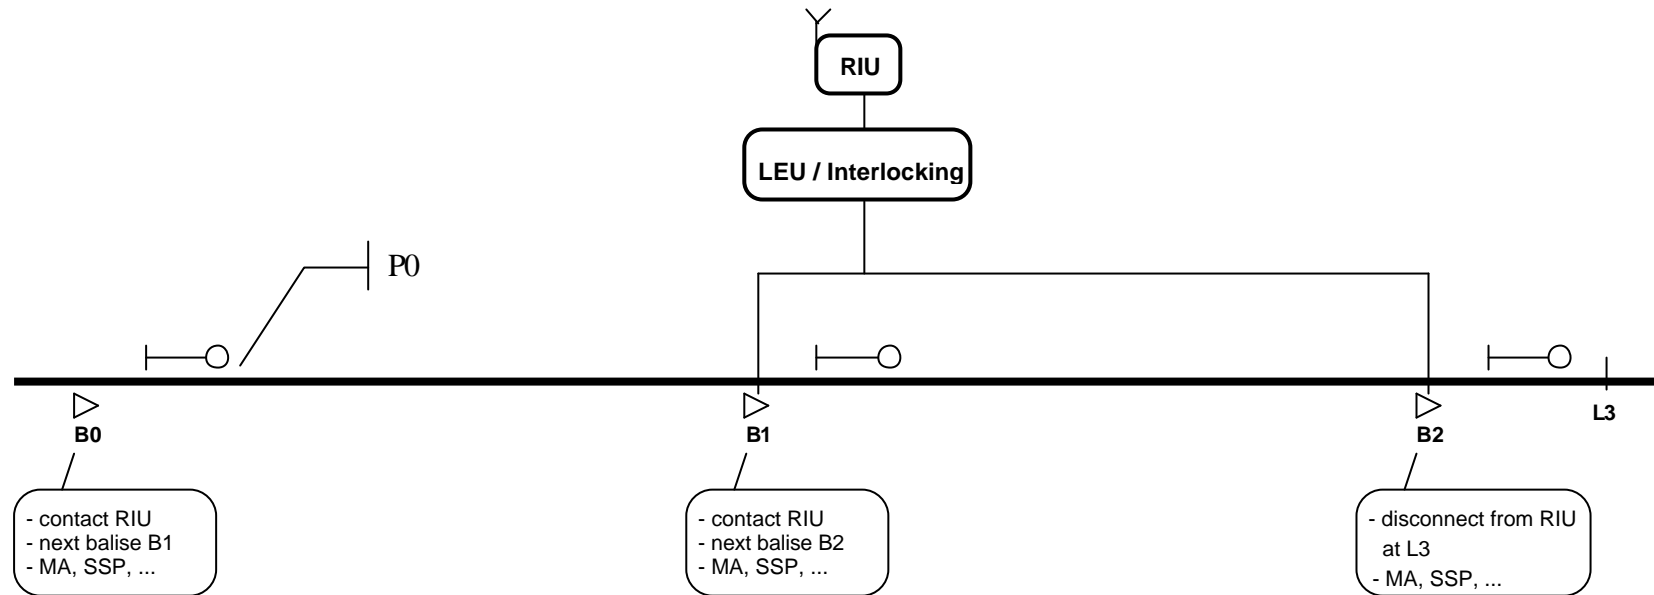 RIU
LEU / Interlocking
P0
B0
B1
B2
L3
- contact RIU
- next balise B1
- MA, SSP, ...
- contact RIU
- next balise B2
- MA, SSP, ...
- disconnect from RIU
at L3
- MA, SSP, ...